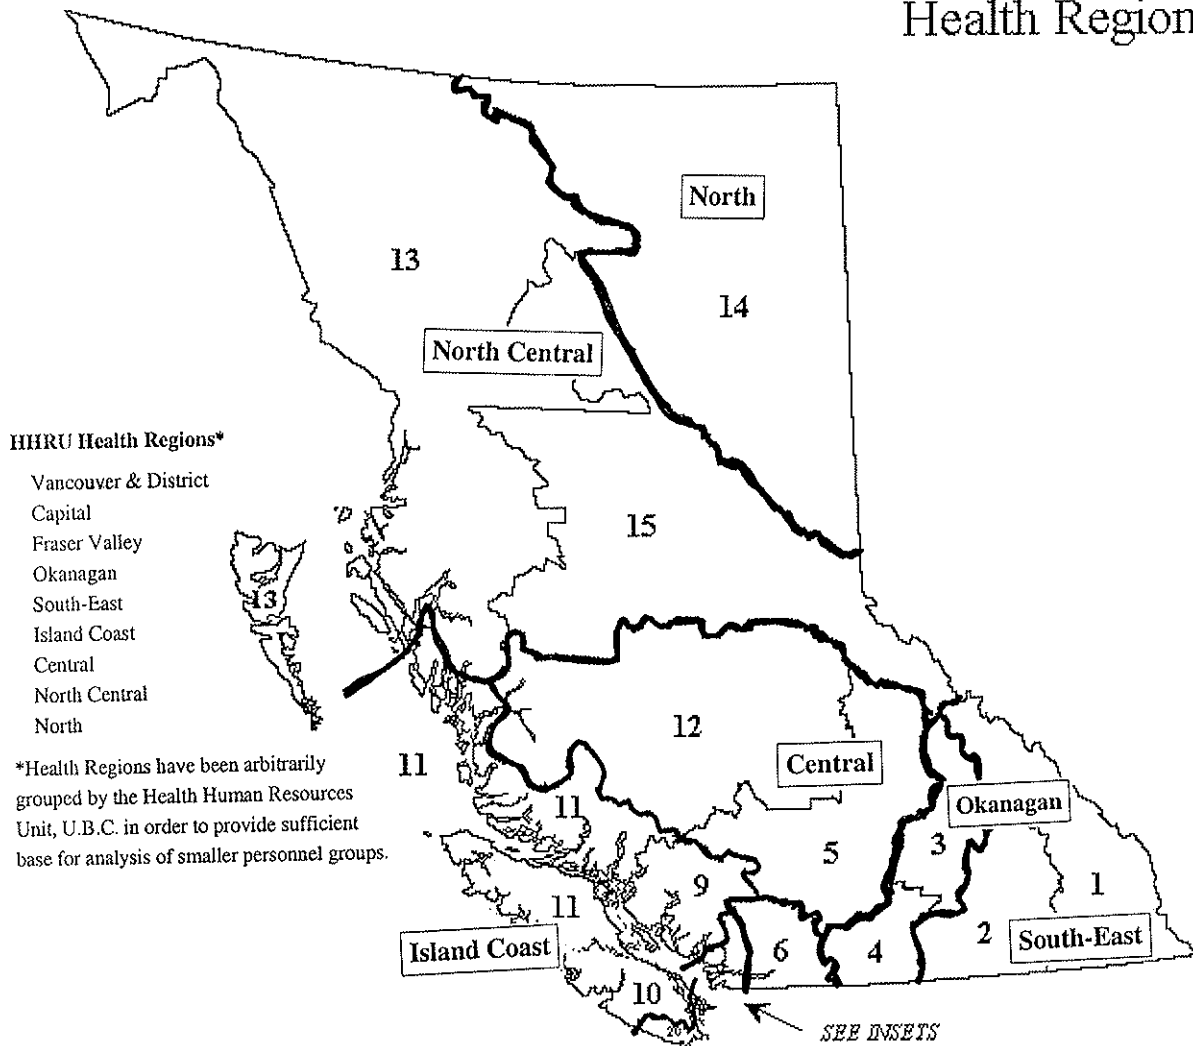 Health Region
North
13
14
North Central
HHRU Health Regions*
Vancouver & District
Capital
Fraser Valley
Okanagan
South-East
Island Coast
Central
North Central
North
15
13
*Health Regions have been arbitrarily
grouped by the Health Human Resources
Unit, U.B.C. in order to provide sufficient
base for analysis of smaller personnel groups.
12
11
Central
Okanagan
11
5
3
9
1
11
2
South-East
Island Coast
6
4
10
20
SEE INSETS